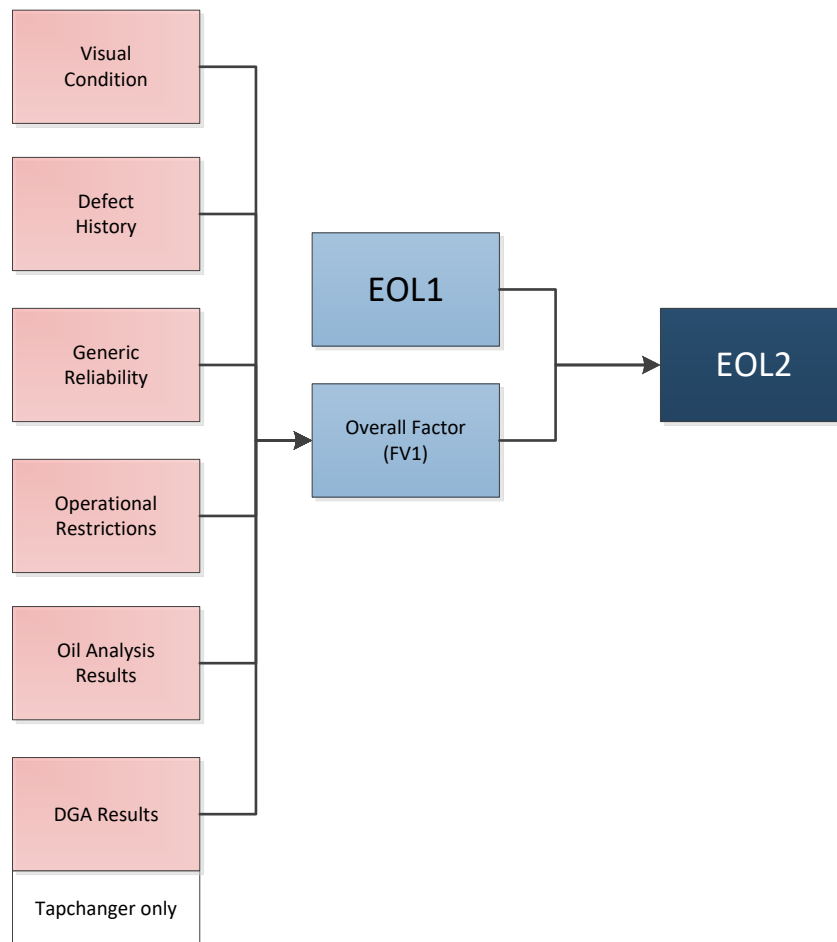 Visual
Condition
Defect
History
Generic
Reliability
Operational
Restrictions
Oil Analysis
Results
DGA Results
Tapchanger only
EOL1
Overall Factor
(FV1)
EOL2